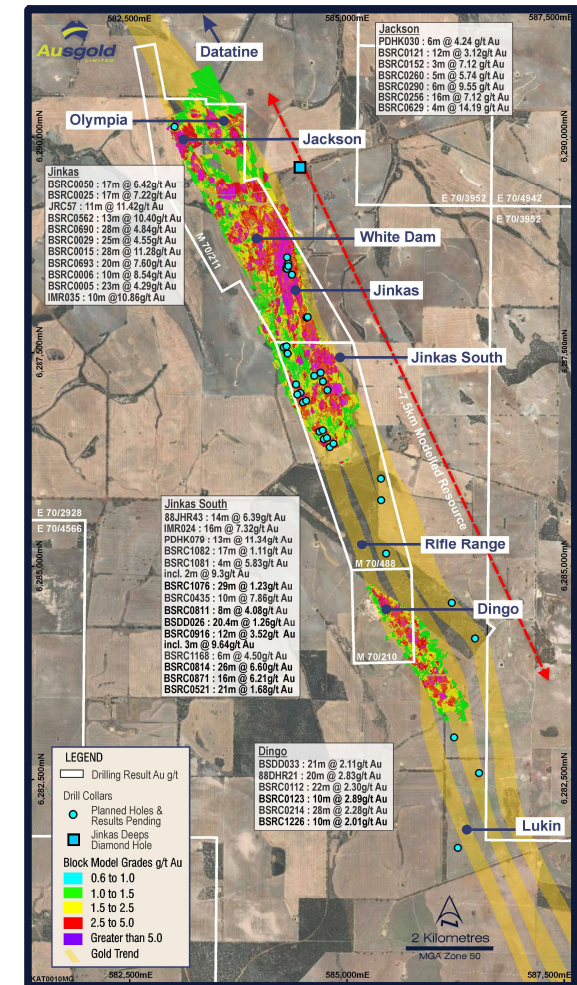 582,500mE
585,000mE
587,500mE
Ausgold
LIMITED
Datatine
Jackson
PDHK030 : 6m @ 4.24 g/t Au
BSRC0121 : 12m @ 3.12g/t Au
BSRC0152 : 3m @ 7.12 g/t Au
BSRC0260 : 5m @ 5.74 g/t Au
BSRC0290 : 6m @ 9.55 g/t Au
BSRC0256 : 16m @ 7.12 g/t Au
BSRC0629 : 4m @ 14.19 g/t Au
Olympia
Jackson
6,290,000mN
6,290,000mN
Jinkas
BSRC0050 : 17m @ 6.42g/t Au
BSRC0025 : 17m @ 7.22g/t Au
JRC57 : 11m @ 11.42g/t Au
BSRC0562 : 13m @ 10.40g/t Au
BSRC0690 : 28m @ 4.84g/t Au
BSRC0029 : 25m @ 4.55g/t Au
BSRC0015 : 28m @ 11.28g/t Au
BSRC0693 : 20m @ 7.60g/t Au
BSRC0006 : 10m @ 8.54g/t Au
BSRC0005 : 23m @ 4.29g/t Au
IMR035 : 10m @10.86g/t Au
E 70/3952
E 70/4942
E 70/3952
M 70/211
White Dam
Jinkas
Jinkas South
6,287,500mN
6,287,500mN
~7.5km Modelled Resource
E 70/2928
E 70/4566
Jinkas South
88JHR43 : 14m @ 6.39g/t Au
IMR024 : 16m @ 7.32g/t Au
PDHK079 : 13m @ 11.34g/t Au
BSRC1082 : 17m @ 1.11g/t Au
BSRC1081 : 4m @ 5.83g/t Au
incl. 2m @ 9.3g/t Au
BSRC1076 : 29m @ 1.23g/t Au
BSRC0435 : 10m @ 7.86g/t Au
BSRC0811 : 8m @ 4.08g/t Au
BSDD026 : 20.4m @ 1.26g/t Au
BSRC0916 : 12m @ 3.52g/t Au
incl. 3m @ 9.64g/t Au
BSRC1168 : 6m @ 4.50g/t Au
BSRC0814 : 26m @ 6.60g/t Au
BSRC0871 : 16m @ 6.21g/t Au
BSRC0521 : 21m @ 1.68g/t Au
Rifle Range
M 70/488
6,285,000mN
6,285,000mN
Dingo
M 70/210
Dingo
BSDD033 : 21m @ 2.11g/t Au
88DHR21 : 20m @ 2.83g/t Au
BSRC0112 : 22m @ 2.30g/t Au
BSRC0123 : 10m @ 2.89g/t Au
BSRC0214 : 28m @ 2.28g/t Au
BSRC1226 : 10m @ 2.01g/t Au
6,282,500mN
6,282,500mN
Lukin
LEGEND
Drilling Result Au g/t
Drill Collars
Planned Holes &
Results Pending
Jinkas Deeps
Diamond Hole
Block Model Grades g/t Au
0.6 to 1.0
1.0 to 1.5
1.5 to 2.5
2.5 to 5.0
Greater than 5.0
Gold Trend
2 Kilometres
MGA Zone 50
KAT0010MG
582,500mE
585,000mE
587,500mE